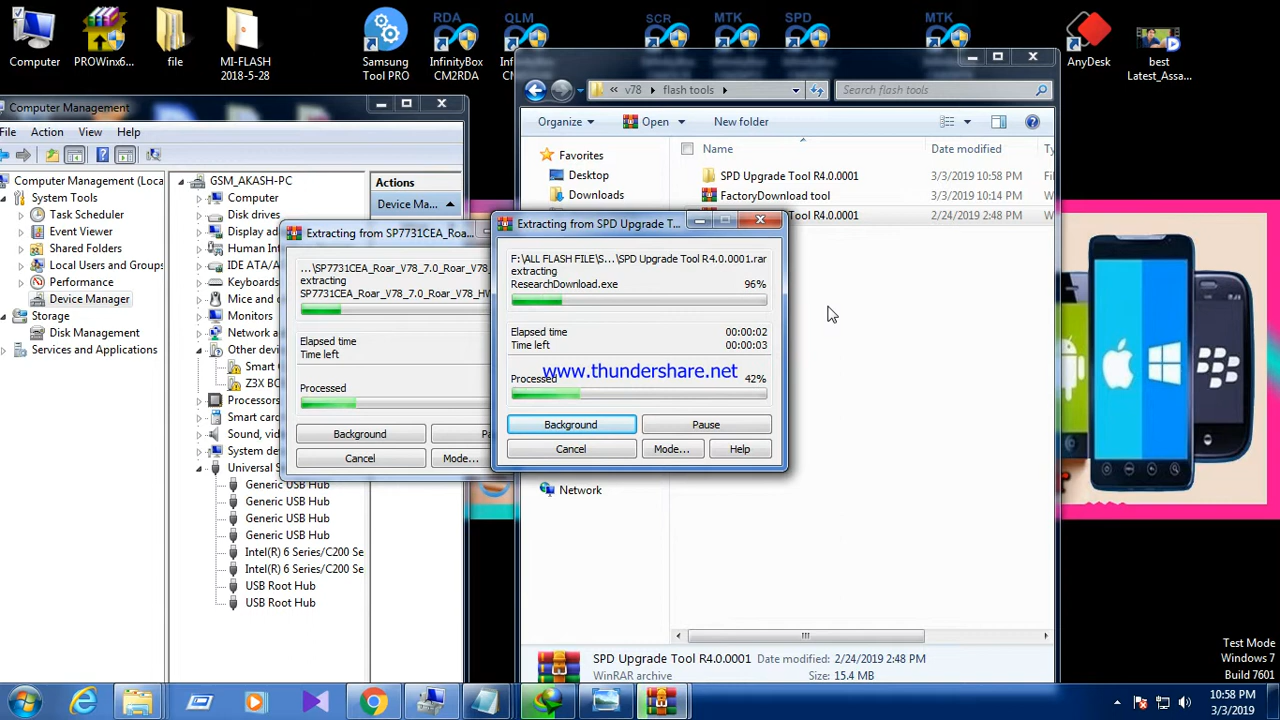 Computer
PROWinx6...
file
MI-FLASH
2018-5-28
Samsung
Tool PRO
RDA
InfinityBox
CM2RDA
QLM
InfinityBox
SCR
MTK
SPD
MTK
AnyDesk
best
Latest_Assa...
Computer Management
File
Action
View
Help
Computer Management (Loca
System Tools
Task Scheduler
Event Viewer
Shared Folders
Local Users and Groups
Performance
Device Manager
Storage
Disk Management
Services and Applications
GSM_AKASH-PC
Computer
Disk drives
Display ad
Human Int
IDE ATA/A
Keyboards
Mice and o
Monitors
Network a
Other devi
Smart
Z3X BO
Processors
Smart card
Sound, vid
System de
Universal S
Generic USB Hub
Generic USB Hub
Generic USB Hub
Generic USB Hub
Intel(R) 6 Series/C200 Se
Intel(R) 6 Series/C200 Se
USB Root Hub
USB Root Hub
Actions
Device Ma...
Extracting from SP7731CEA_Roa...
...\SP7731CEA_Roar_V78_7.0_Roar_V78_
extracting
SP7731CEA_Roar_V78_7.0_Roar_V78_HW
Elapsed time
Time left
Processed
Background
Pa
Cancel
Mode...
« v78
flash tools
Search flash tools
Organize
Open
New folder
Name
Date modified
Ty
Favorites
Desktop
Downloads
Network
SPD Upgrade Tool R4.0.0001
3/3/2019 10:58 PM
Fil
FactoryDownload tool
3/3/2019 10:14 PM
W
Tool R4.0.0001
2/24/2019 2:48 PM
W
Extracting from SPD Upgrade T...
F:\ALL FLASH FILE\S...\SPD Upgrade Tool R4.0.0001.rar
extracting
ResearchDownload.exe
96%
Elapsed time
00:00:02
Time left
00:00:03
www.thundershare.net
Processed
42%
Background
Pause
Cancel
Mode...
Help
SPD Upgrade Tool R4.0.0001
Date modified: 2/24/2019 2:48 PM
WinRAR archive
Size: 15.4 MB
Test Mode
Windows 7
Build 7601
10:58 PM
3/3/2019